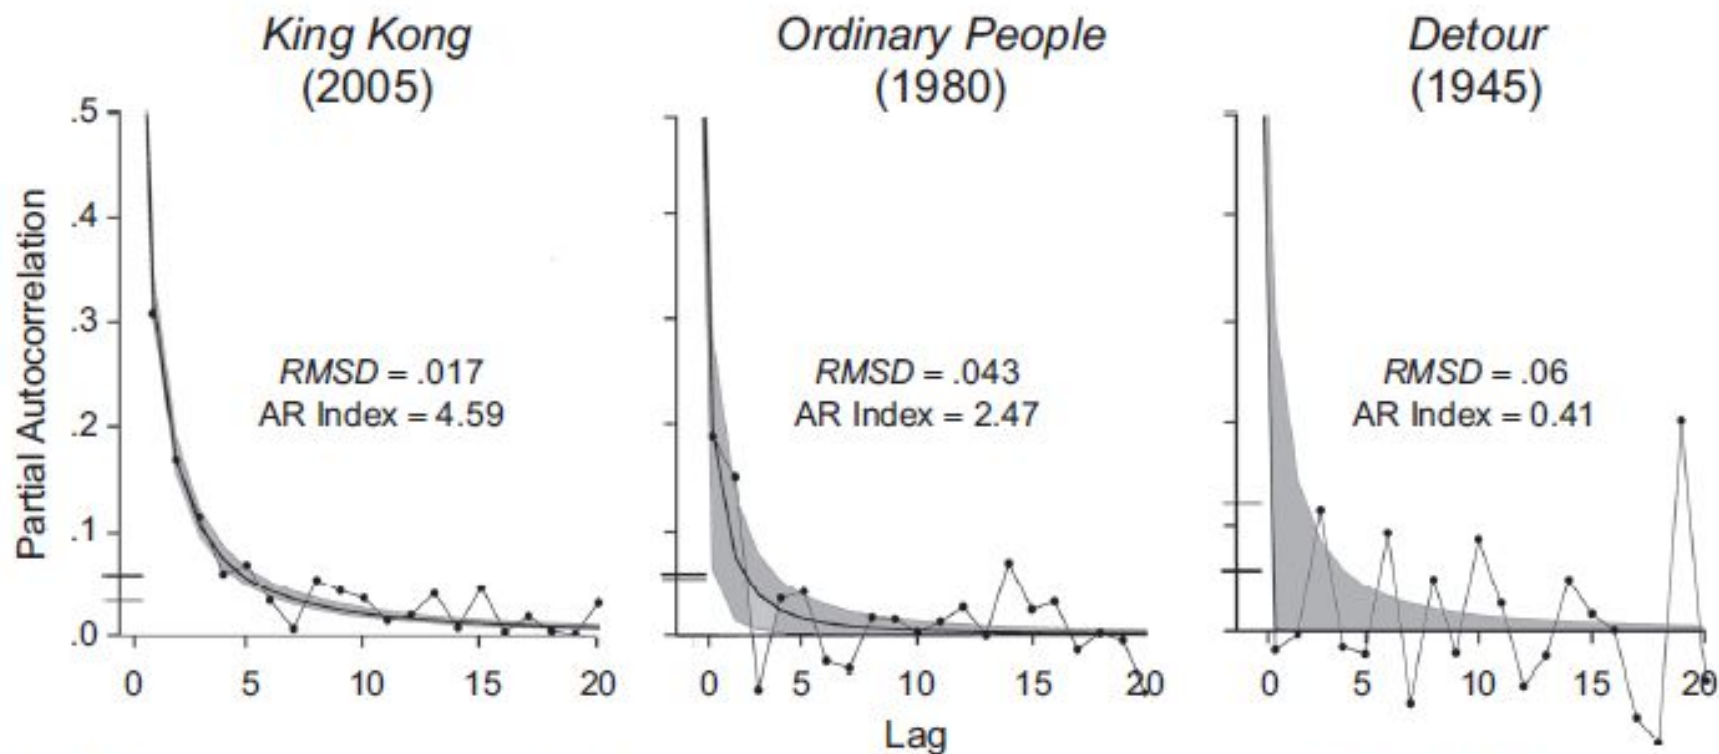 King Kong
(2005)
Ordinary People
(1980)
Detour
(1945)
Partial Autocorrelation
.5
.4
.3
.2
.1
.0
RMSD = .017
AR Index = 4.59
RMSD = .043
AR Index = 2.47
RMSD = .06
AR Index = 0.41
0 5 10 15 20
0 5 10 15 20
0 5 10 15 20
Lag